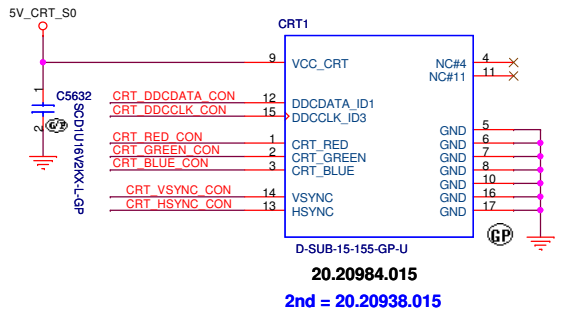 5V_CRT_S0
CRT1
9 VCC_CRT NC#4 4
NC#11 11
1
C5632
2
GP
SCD1U16V2KX-L-GP
CRT_DDCDATA_CON 12 DDCDATA_ID1
CRT_DDCCLK_CON 15 DDCCLK_ID3
GND 5
CRT_RED_CON 1 CRT_RED GND 6
CRT_GREEN_CON 2 CRT_GREEN GND 7
CRT_BLUE_CON 3 CRT_BLUE GND 8
GND 10
CRT_VSYNC_CON 14 VSYNC GND 16
CRT_HSYNC_CON 13 HSYNC GND 17
GP
D-SUB-15-155-GP-U
20.20984.015
2nd = 20.20938.015